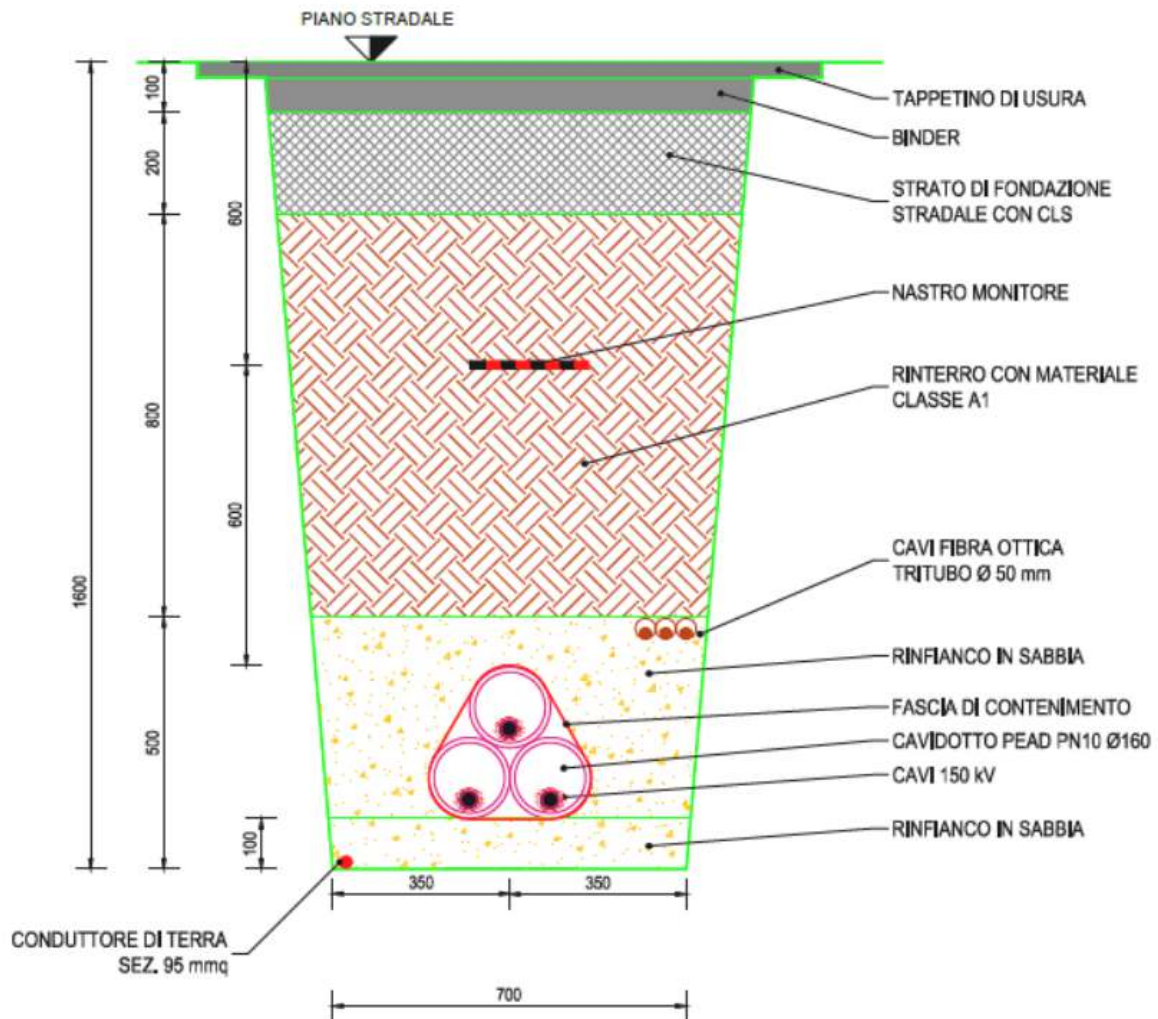 PIANO STRADALE
100
200
800
500
1600
600
600
100
TAPPETINO DI USURA
BINDER
STRATO DI FONDAZIONE
STRADALE CON CLS
NASTRO MONITORE
RINTERRO CON MATERIALE
CLASSE A1
CAVI FIBRA OTTICA
TRITUBO Ø 50 mm
RINFIANCO IN SABBIA
FASCIA DI CONTENIMENTO
CAVIDOTTO PEAD PN10 Ø160
CAVI 150 kV
RINFIANCO IN SABBIA
350
350
CONDUTTORE DI TERRA
SEZ. 95 mmq
700